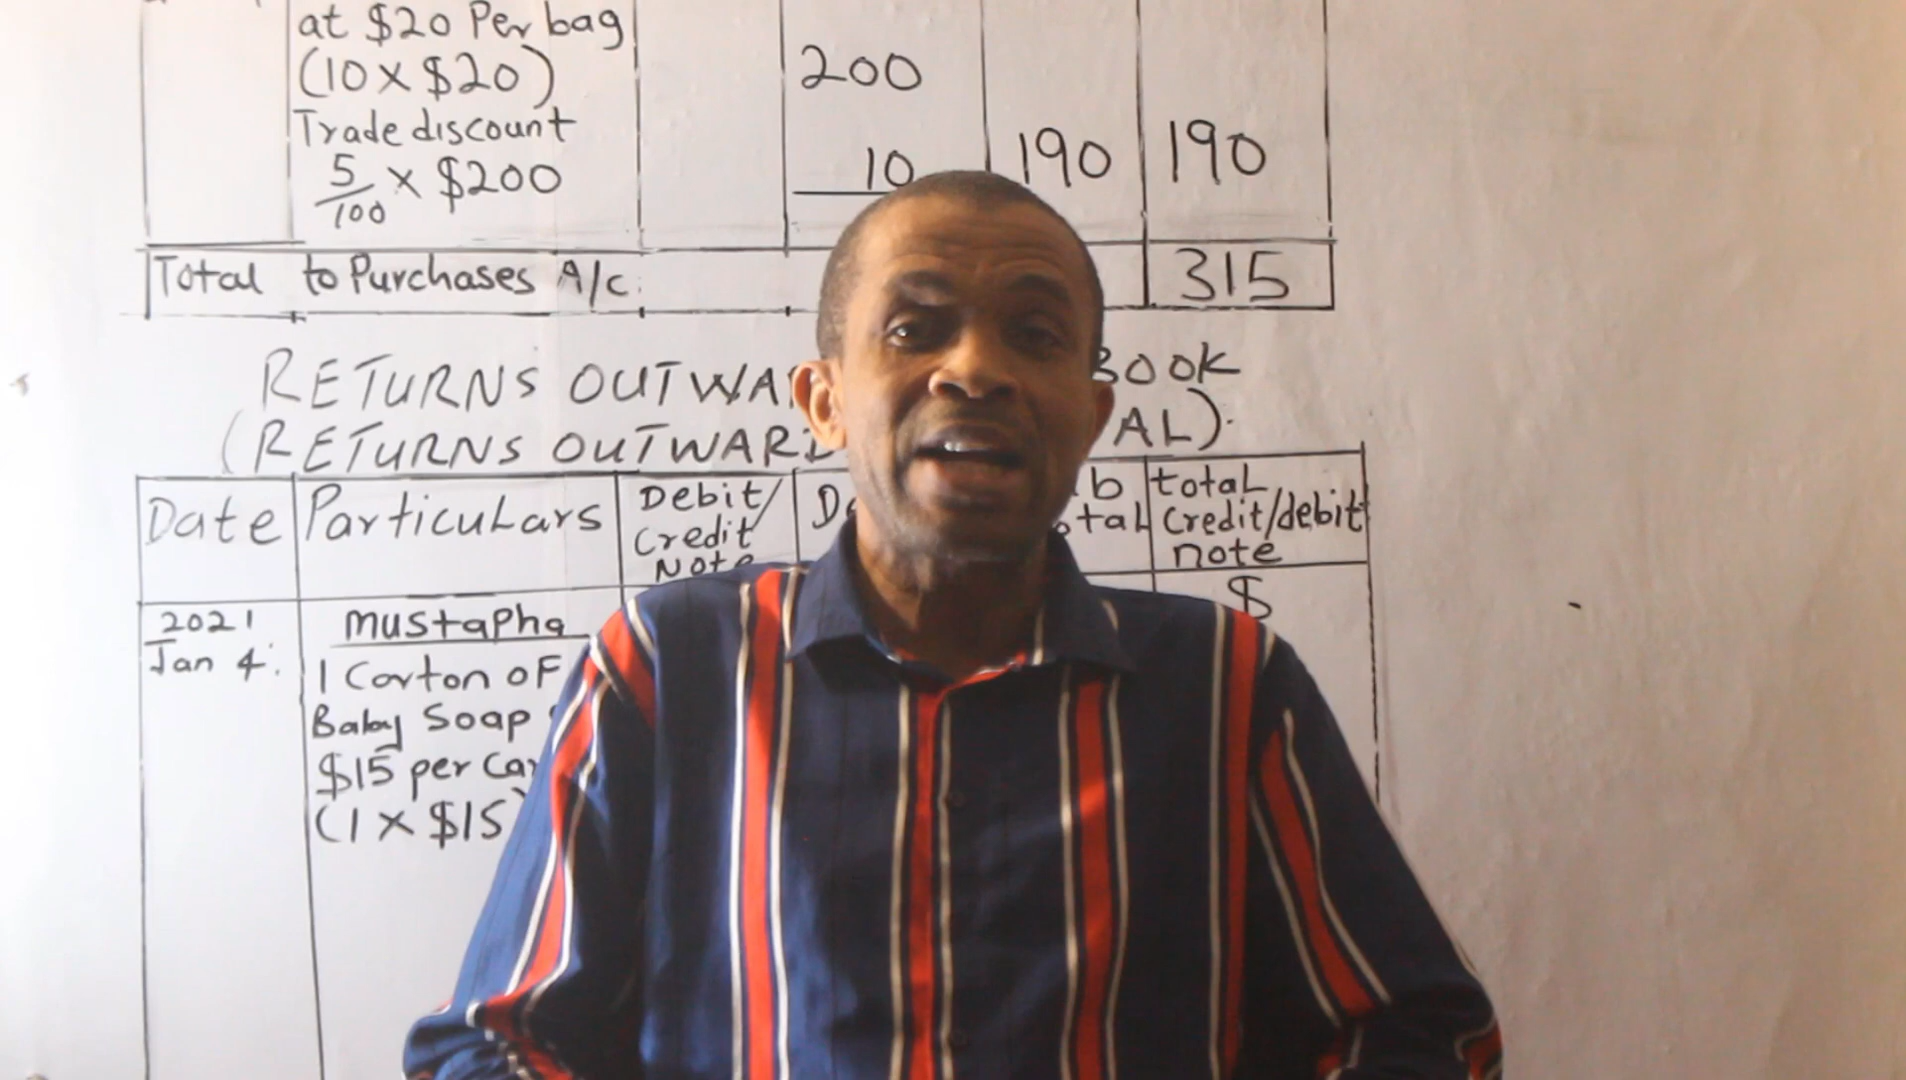 at $20 Per bag
(10 x $20) 200
Trade discount
5/100 x $200 10 190 190
Total to Purchases A/c. 315
RETURNS OUTWA BOOK
(RETURNS OUTWARD AL).
Date Particulars Debit/ Credit Note total credit/debit note
$
2021 Mustapha
Jan 4.
1 Carton OF
Baby Soap
$15 per Car
(1 x $15)